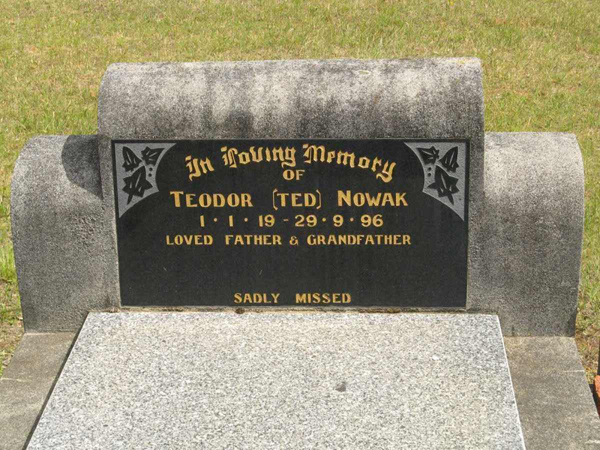 In Loving Memory
OF
TEODOR (TED) NOWAK
1·1·19 - 29·9·96
LOVED FATHER & GRANDFATHER
SADLY MISSED